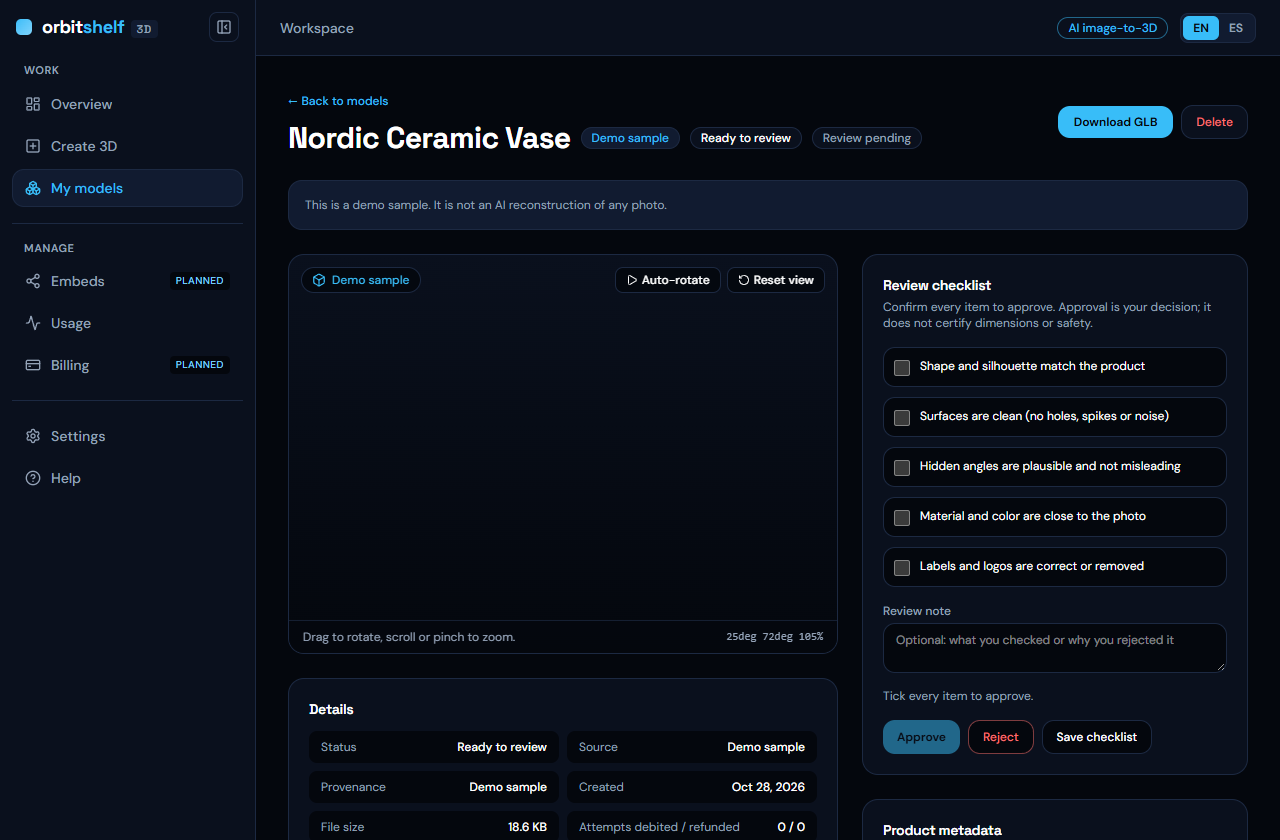 orbitshelf 3D
WORK
Overview
Create 3D
My models
MANAGE
Embeds PLANNED
Usage
Billing PLANNED
Settings
Help
Workspace
AI image-to-3D
EN ES
← Back to models
Nordic Ceramic Vase
Demo sample
Ready to review
Review pending
Download GLB
Delete
This is a demo sample. It is not an AI reconstruction of any photo.
Demo sample
Auto-rotate
Reset view
Drag to rotate, scroll or pinch to zoom.
25deg 72deg 105%
Details
Status Ready to review
Source Demo sample
Provenance Demo sample
Created Oct 28, 2026
File size 18.6 KB
Attempts debited / refunded 0 / 0
Review checklist
Confirm every item to approve. Approval is your decision; it
does not certify dimensions or safety.
Shape and silhouette match the product
Surfaces are clean (no holes, spikes or noise)
Hidden angles are plausible and not misleading
Material and color are close to the photo
Labels and logos are correct or removed
Review note
Optional: what you checked or why you rejected it
Tick every item to approve.
Approve
Reject
Save checklist
Product metadata